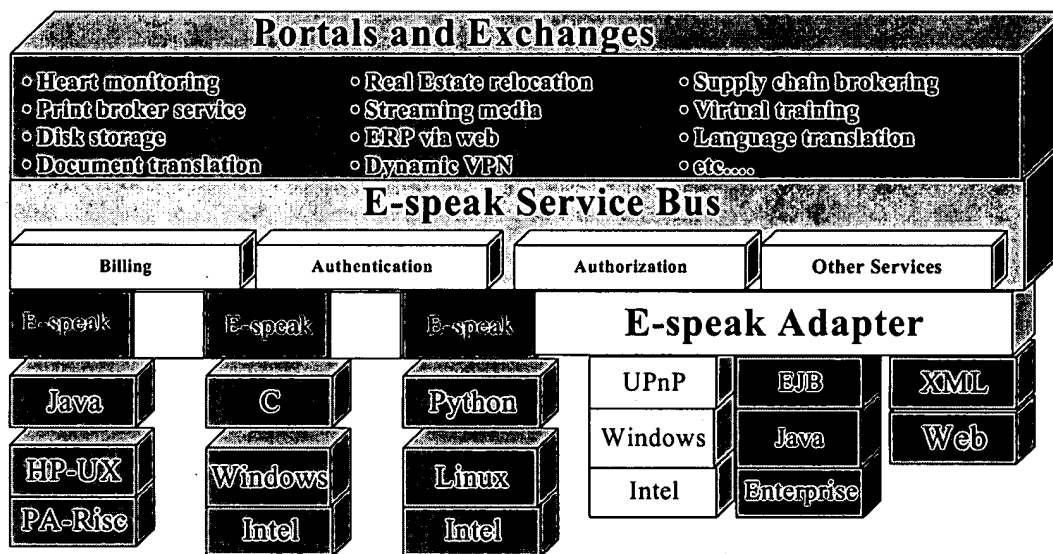 Portals and Exchanges
• Heart monitoring
• Print broker service
• Disk storage
• Document translation
• Real Estate relocation
• Streaming media
• ERP via web
• Dynamic VPN
• Supply chain brokering
• Virtual training
• Language translation
• etc....
E-speak Service Bus
Billing
Authentication
Authorization
Other Services
E-speak
E-speak
E-speak
E-speak Adapter
Java
HP-UX
PA-Risc
C
Windows
Intel
Python
Linux
Intel
UPnP
Windows
Intel
EJB
Java
Enterprise
XML
Web